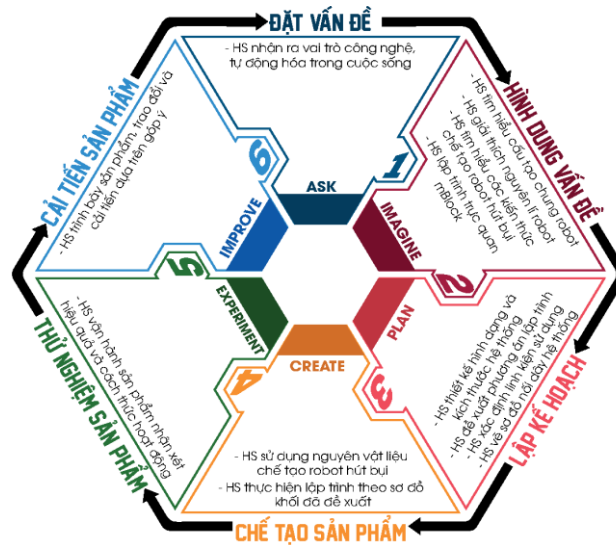 ĐẶT VẤN ĐỀ
- HS nhận ra vai trò công nghệ,
tự động hóa trong cuộc sống
1
ASK
HÌNH DUNG VẤN ĐỀ
- HS tìm hiểu cấu tạo chung robot
- HS giải thích nguyên lí robot
- HS tìm hiểu các kiến thức
chế tạo robot hút bụi
- HS lập trình trực quan
mBlock
2
IMAGINE
LẬP KẾ HOẠCH
- HS thiết kế hình dạng và
kích thước hệ thống
- HS đề xuất phương án lập trình
- HS xác định linh kiện sử dụng
- HS vẽ sơ đồ nối dây hệ thống
3
PLAN
CREATE
4
- HS sử dụng nguyên vật liệu
chế tạo robot hút bụi
- HS thực hiện lập trình theo sơ đồ
khối đã đề xuất
CHẾ TẠO SẢN PHẨM
THỬ NGHIỆM SẢN PHẨM
- HS vận hành sản phẩm nhận xét
hiệu quả và cách thức hoạt động
5
EXPERIMENT
CẢI TIẾN SẢN PHẨM
- HS trình bày sản phẩm, trao đổi và
cải tiến dựa trên góp ý
6
IMPROVE